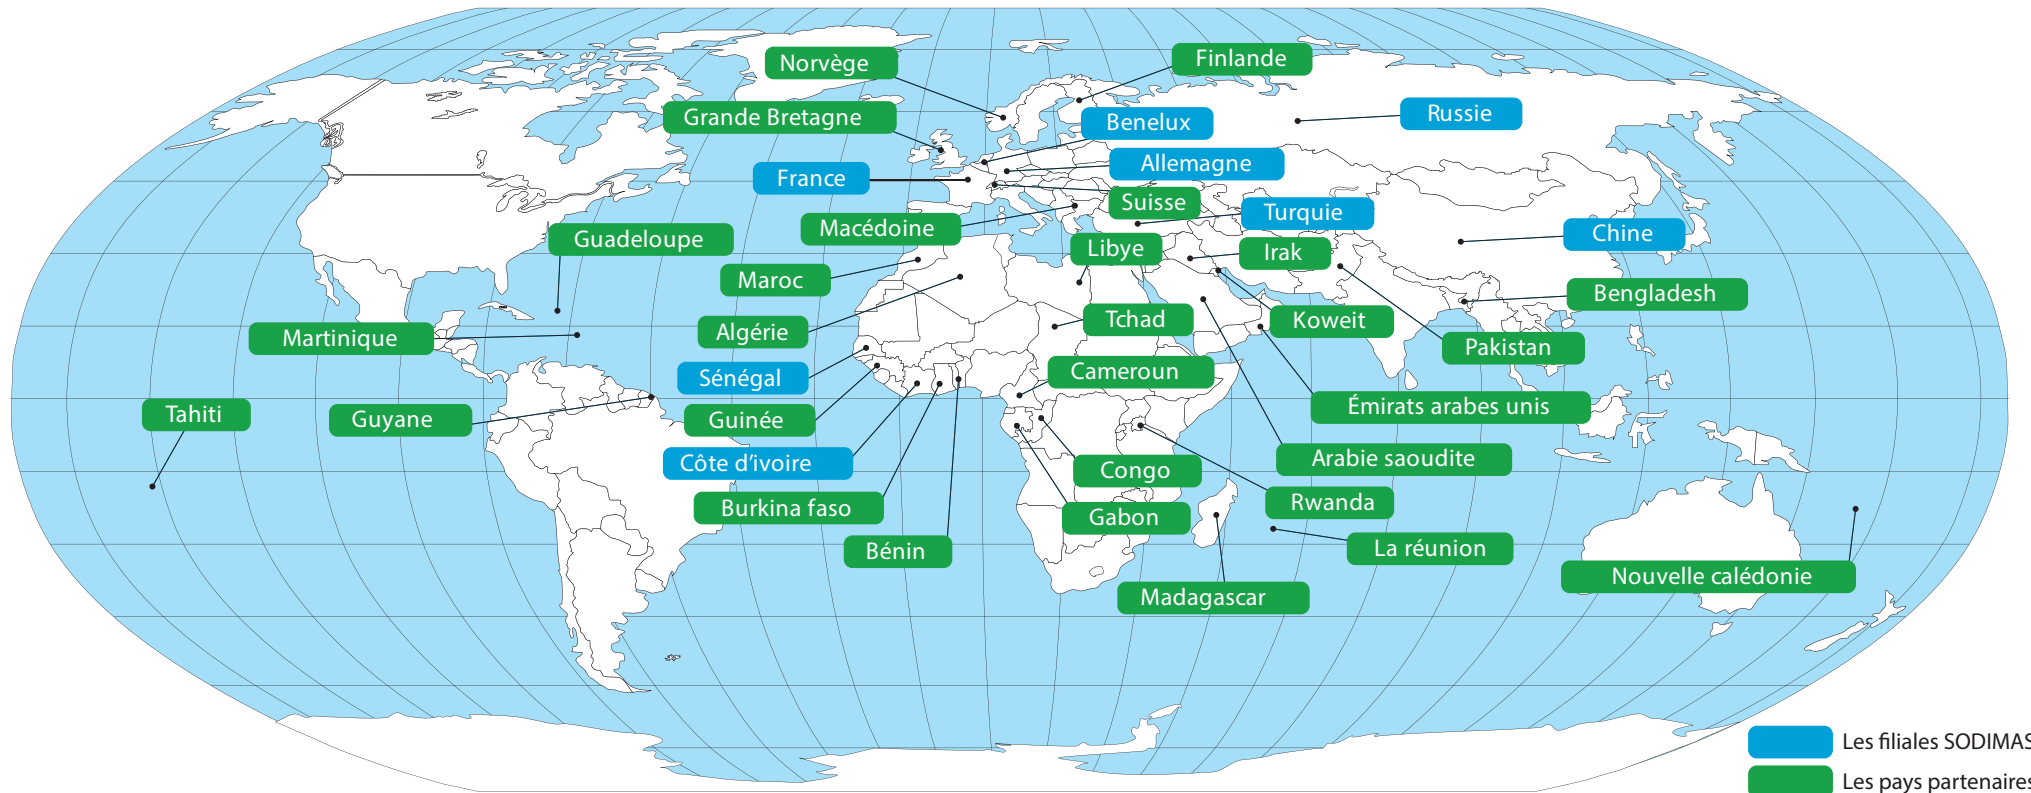 Norvège
Finlande
Grande Bretagne
Benelux
Russie
France
Allemagne
Suisse
Turquie
Macédoine
Chine
Guadeloupe
Libye
Irak
Maroc
Bengladesh
Martinique
Algérie
Tchad
Koweit
Pakistan
Sénégal
Cameroun
Tahiti
Guyane
Guinée
Émirats arabes unis
Côte d'ivoire
Congo
Arabie saoudite
Burkina faso
Gabon
Rwanda
Bénin
La réunion
Nouvelle calédonie
Madagascar
Les filiales SODIMAS
Les pays partenaires